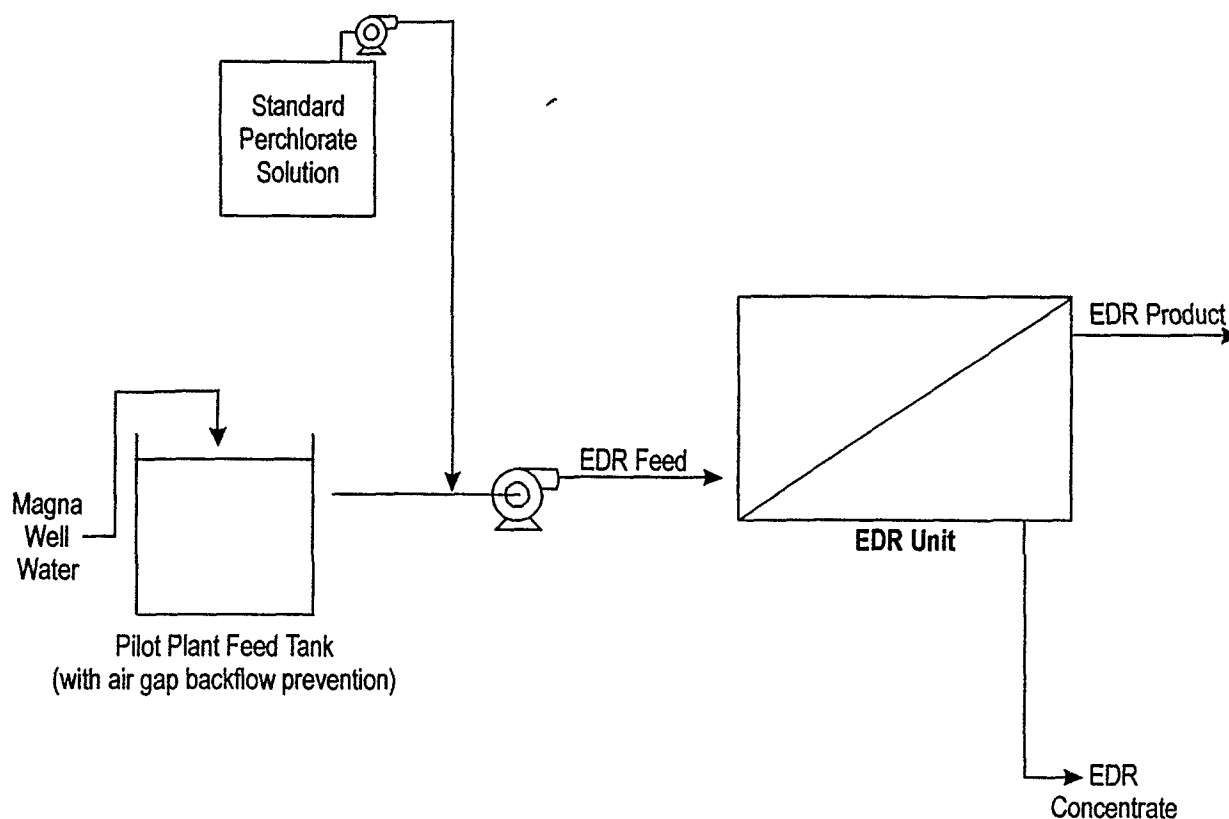 Standard
Perchlorate
Solution
EDR Product
EDR Feed
EDR Unit
Magna
Well
Water
Pilot Plant Feed Tank
(with air gap backflow prevention)
EDR
Concentrate